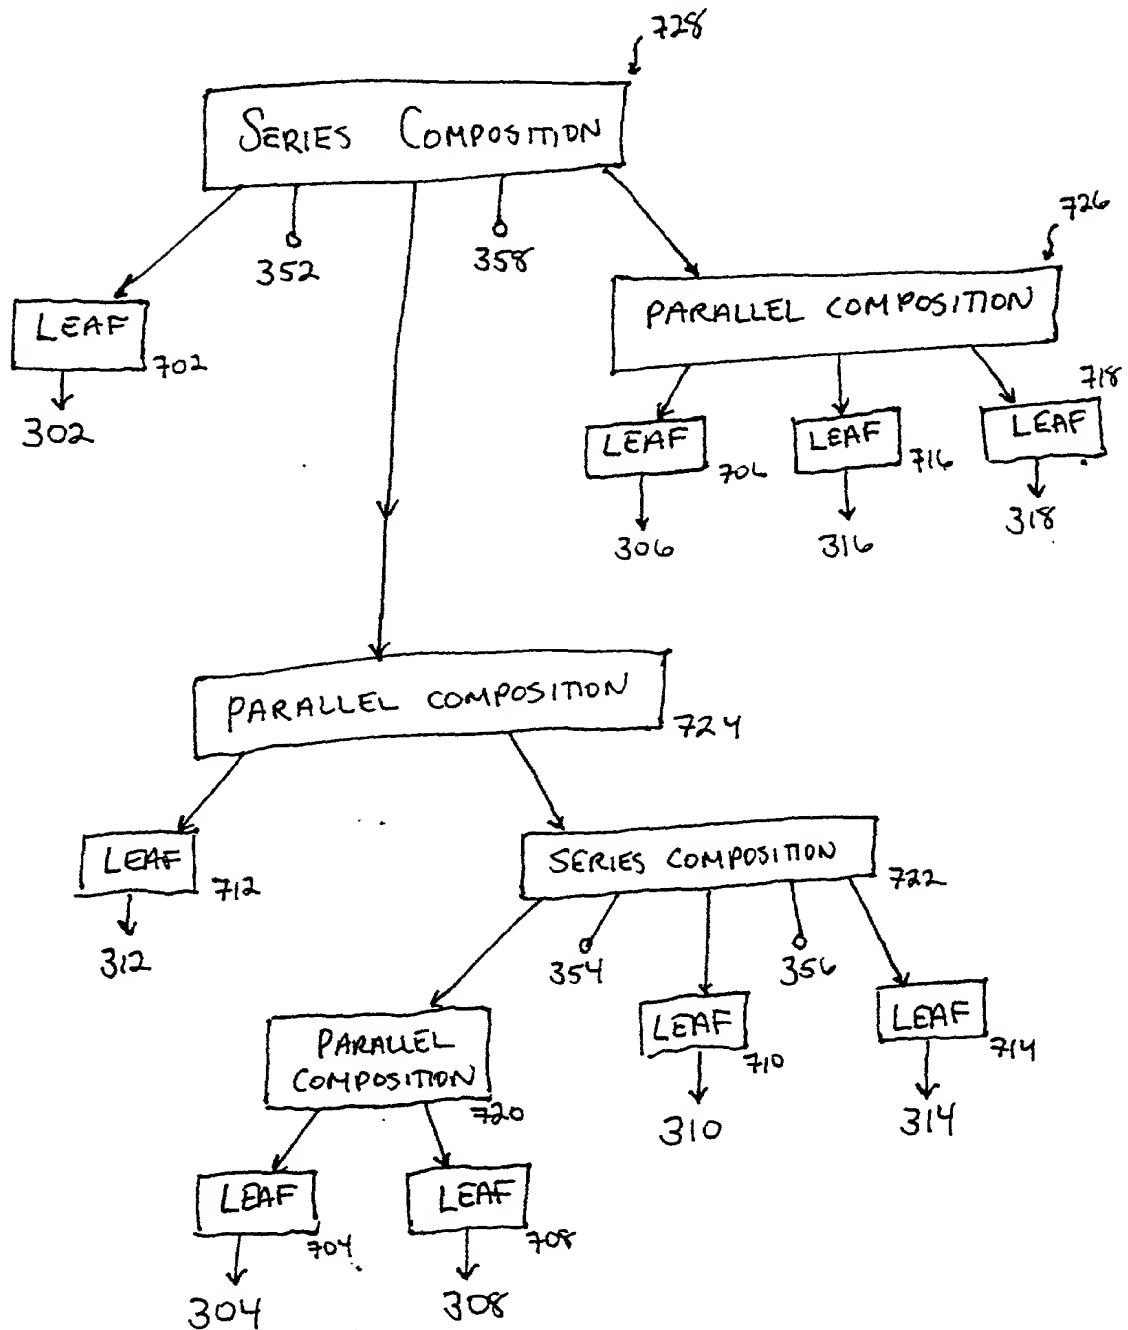 728
SERIES COMPOSITION
726
352
358
PARALLEL COMPOSITION
LEAF
702
302
718
LEAF
706
LEAF
716
LEAF
306
316
318
PARALLEL COMPOSITION
724
LEAF
712
312
SERIES COMPOSITION
722
354
356
PARALLEL
COMPOSITION
720
LEAF
710
310
LEAF
714
314
LEAF
704
304
LEAF
708
308